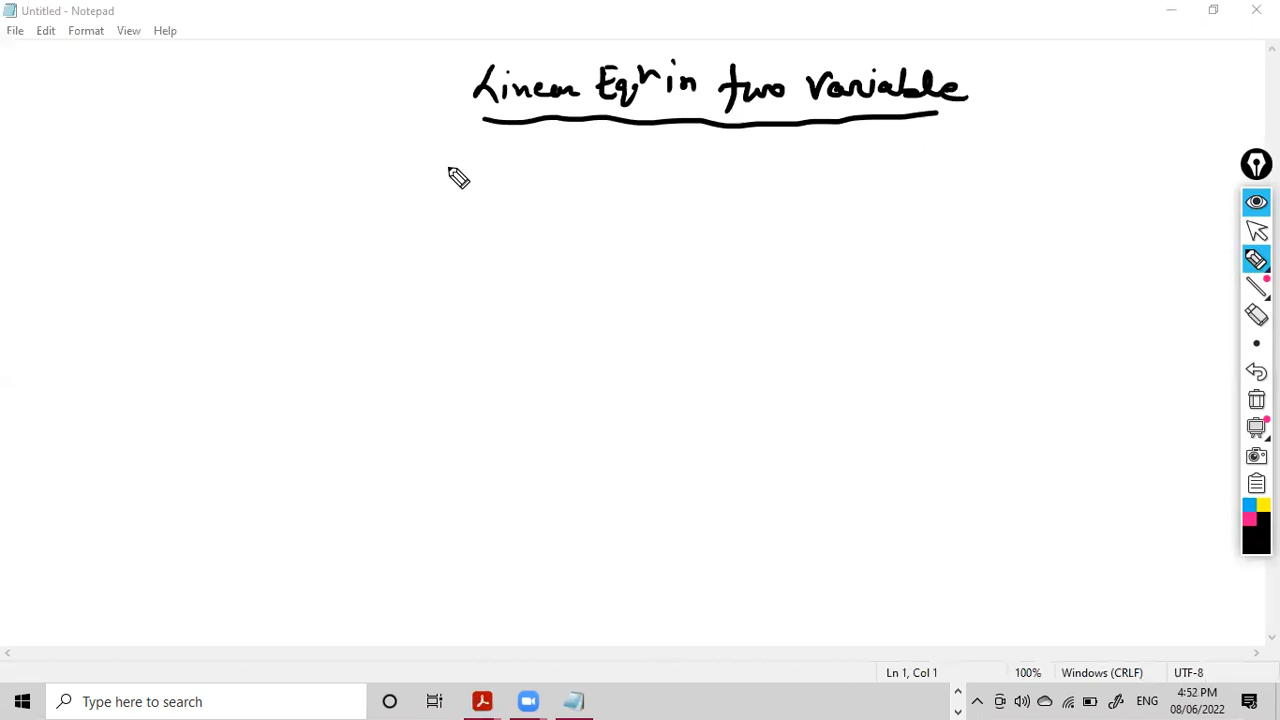 Untitled - Notepad
File Edit Format View Help
Linear Eqn in two Variable
Ln 1, Col 1 100% Windows (CRLF) UTF-8
Type here to search
ENG
4:52 PM
08/06/2022